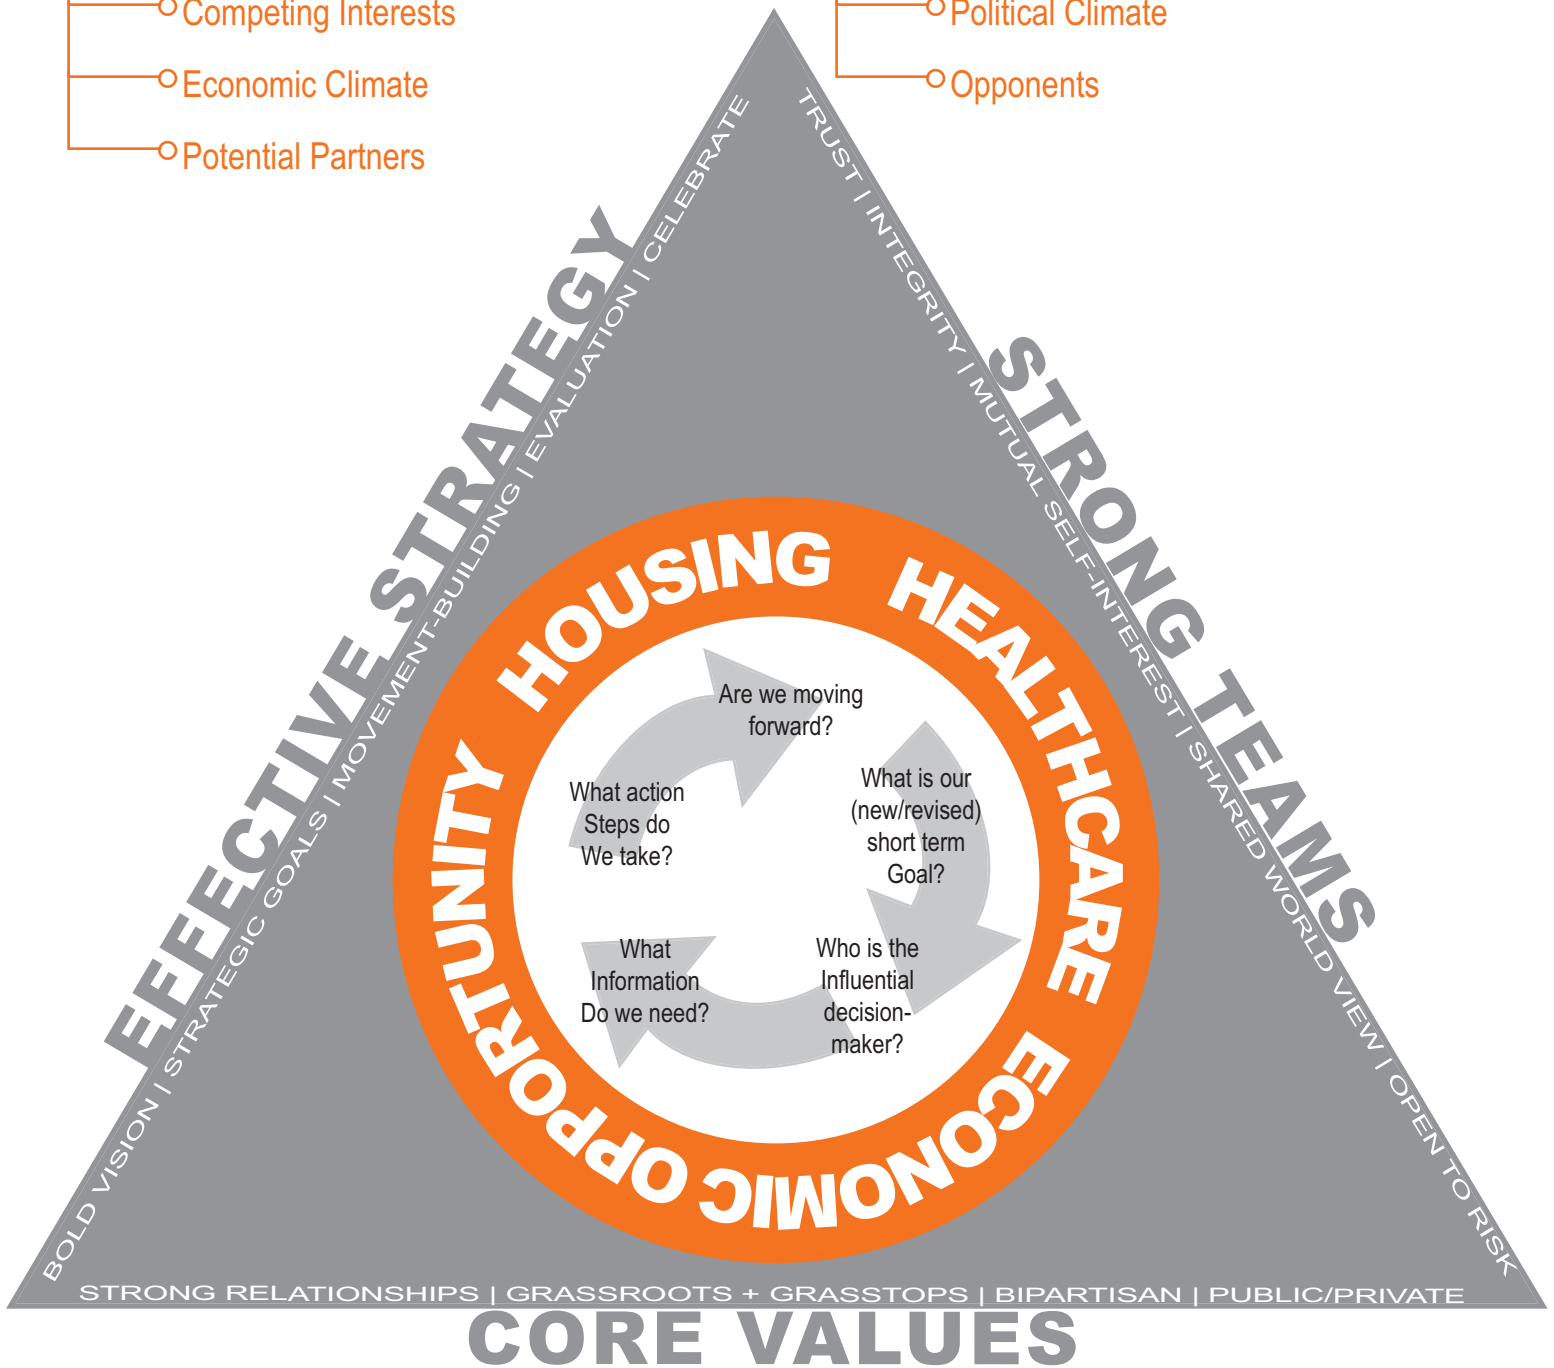 Competing Interests
Economic Climate
Potential Partners
Political Climate
Opponents
EFFECTIVE STRATEGY
BOLD VISION | STRATEGIC GOALS | MOVEMENT-BUILDING | EVALUATION | CELEBRATE
STRONG TEAMS
TRUST | INTEGRITY | MUTUAL SELF-INTEREST | SHARED WORLD VIEW | OPEN TO RISK
HOUSING
HEALTHCARE
ECONOMIC OPPORTUNITY
Are we moving
forward?
What is our
(new/revised)
short term
Goal?
Who is the
Influential
decision-
maker?
What
Information
Do we need?
What action
Steps do
We take?
STRONG RELATIONSHIPS | GRASSROOTS + GRASSTOPS | BIPARTISAN | PUBLIC/PRIVATE
CORE VALUES